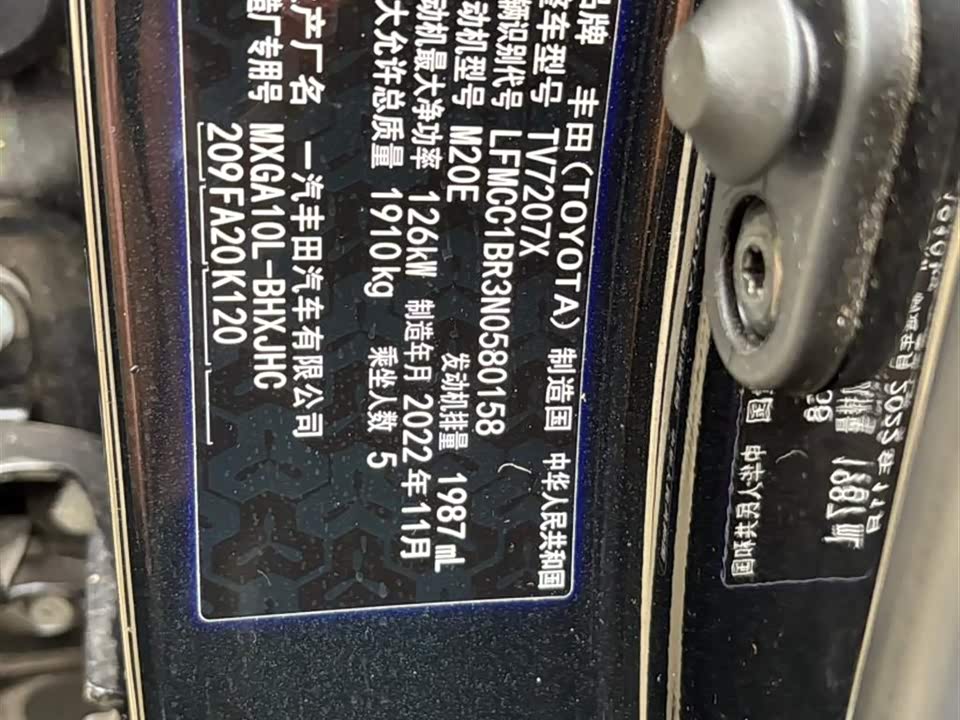 品牌 丰田(TOYOTA) 制造国 中华人民共和国
整车型号 TV7207X
辆识别代号 LFMCC1BR3N0580158
动机型号 M20E 发动机排量 1987mL
动机最大净功率 126kW 制造年月 2022年11月
大允许总质量 1910kg 乘坐人数 5
产厂名 一汽丰田汽车有限公司
错厂专用号 MXGA10L-BHXJHC
209FA20K120